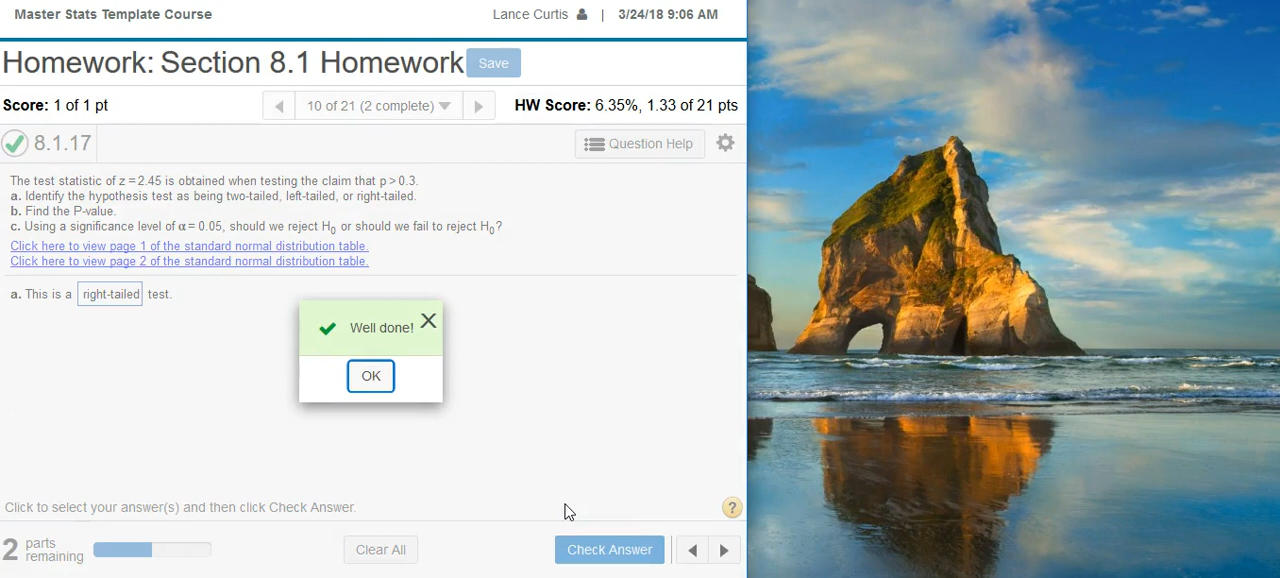 Master Stats Template Course
Lance Curtis | 3/24/18 9:06 AM
Homework: Section 8.1 Homework Save
Score: 1 of 1 pt 10 of 21 (2 complete) HW Score: 6.35%, 1.33 of 21 pts
8.1.17 Question Help
The test statistic of z = 2.45 is obtained when testing the claim that p > 0.3.
a. Identify the hypothesis test as being two-tailed, left-tailed, or right-tailed.
b. Find the P-value.
c. Using a significance level of α = 0.05, should we reject H0 or should we fail to reject H0?
Click here to view page 1 of the standard normal distribution table.
Click here to view page 2 of the standard normal distribution table.
a. This is a right-tailed test.
Well done!
OK
Click to select your answer(s) and then click Check Answer. ?
2 parts remaining Clear All Check Answer